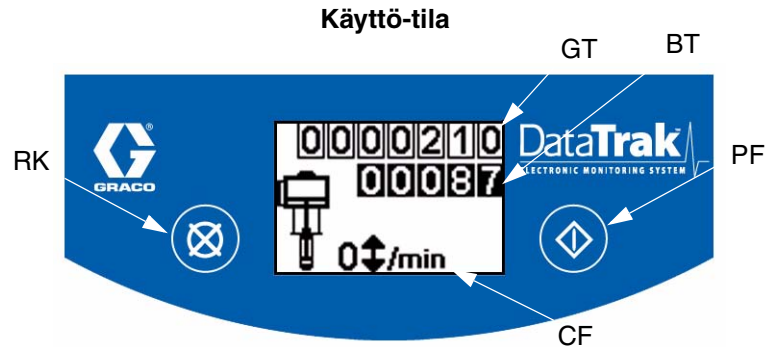 Käyttö-tila
GT
BT
RK
PF
GRACO
DataTrak
ELECTRONIC MONITORING SYSTEM
0000210
00087
0 /min
CF